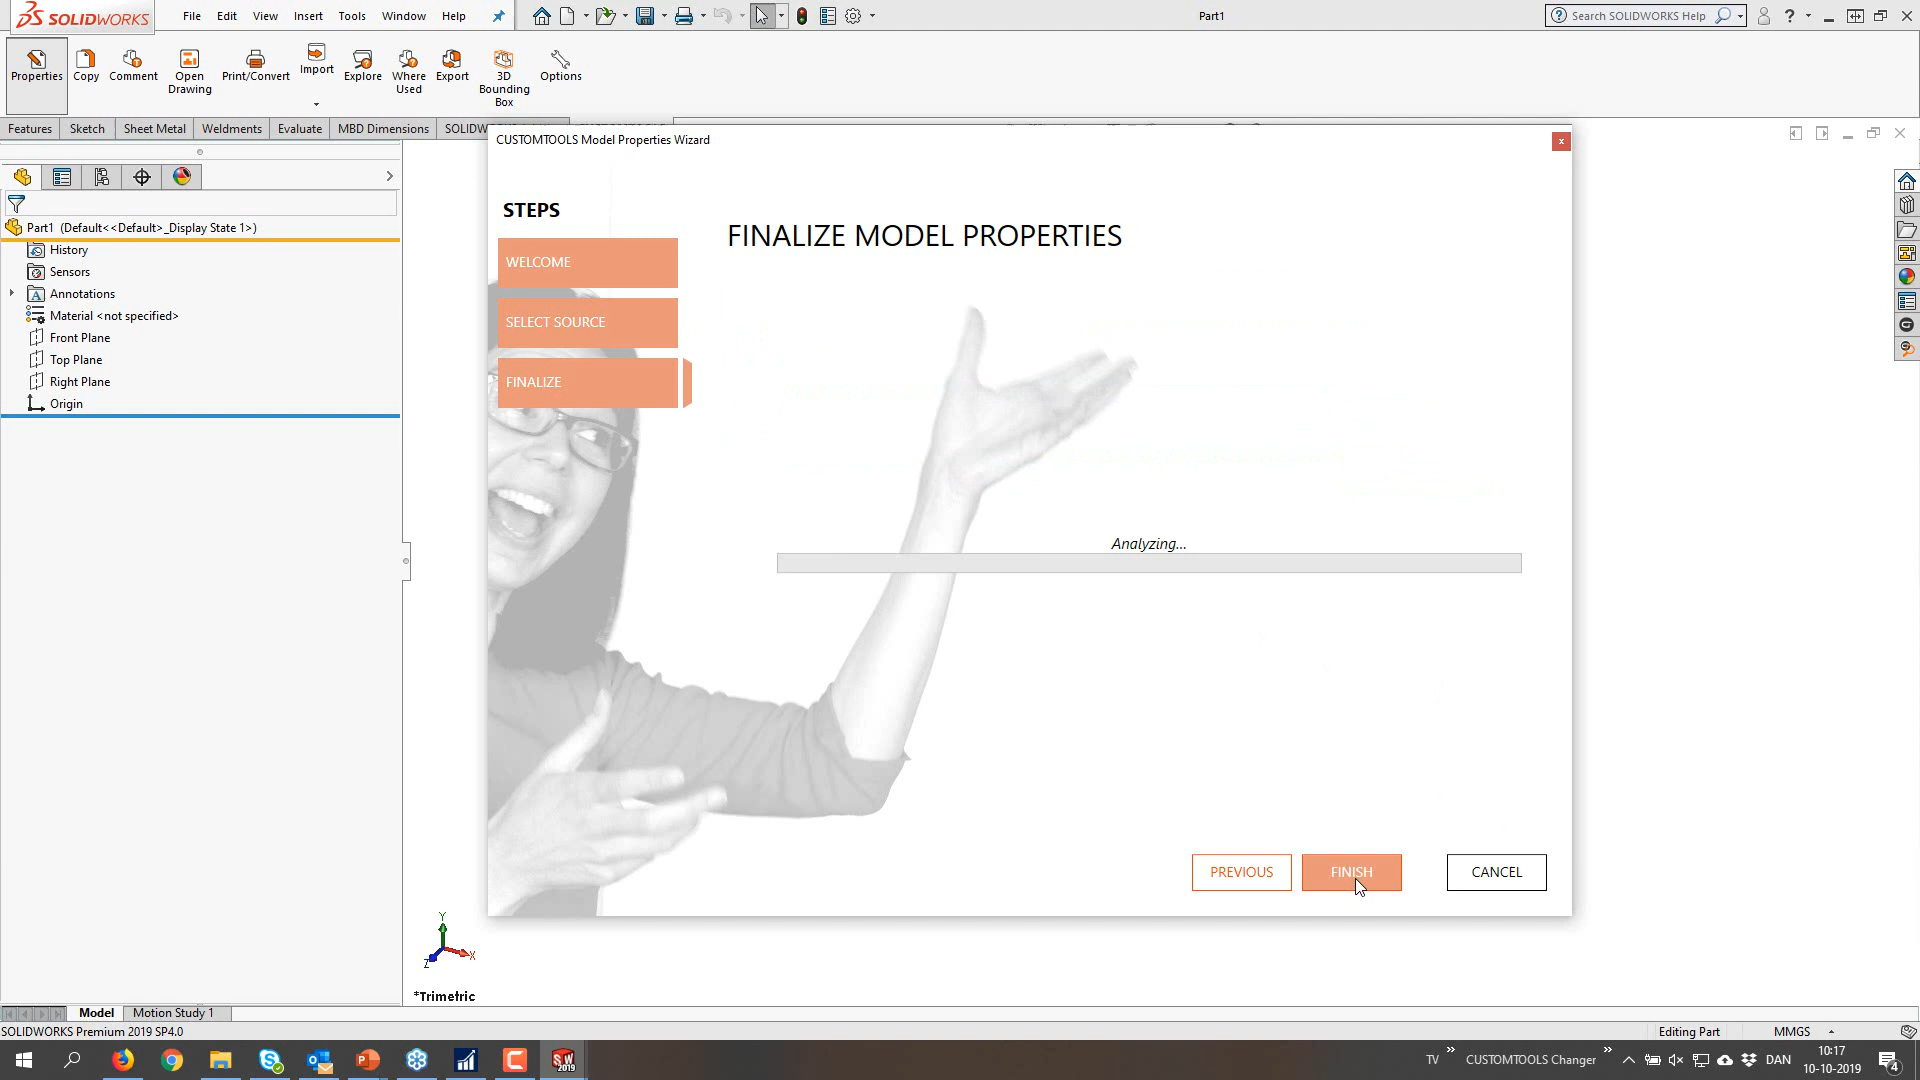 SOLIDWORKS File Edit View Insert Tools Window Help Part1 Search SOLIDWORKS Help ?
Properties Copy Comment Open Drawing Print/Convert Import Explore Where Used Export 3D Bounding Box Options
Features Sketch Sheet Metal Weldments Evaluate MBD Dimensions SOLIDW
CUSTOMTOOLS Model Properties Wizard
x
Part1 (Default<<Default>_Display State 1>)
History
Sensors
Annotations
Material <not specified>
Front Plane
Top Plane
Right Plane
Origin
STEPS
WELCOME
SELECT SOURCE
FINALIZE
FINALIZE MODEL PROPERTIES
Analyzing...
PREVIOUS FINISH CANCEL
Y
X
Z
*Trimetric
Model Motion Study 1
SOLIDWORKS Premium 2019 SP4.0 Editing Part MMGS
TV » CUSTOMTOOLS Changer » DAN 10:17
10-10-2019 4
SW 2019